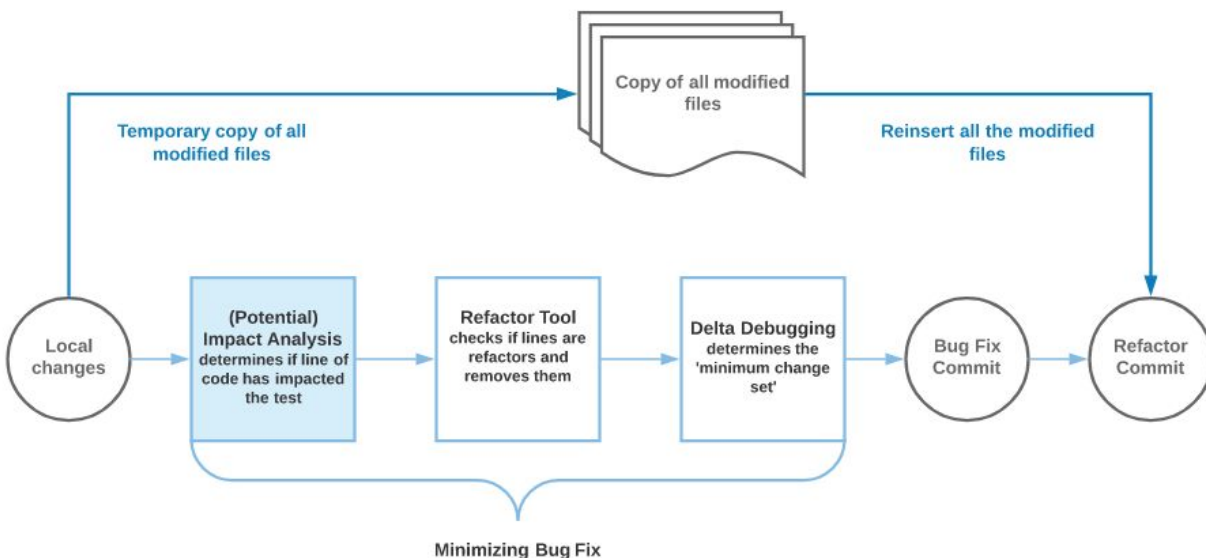 Copy of all modified
files
Temporary copy of all
modified files
Reinsert all the modified
files
Local
changes
(Potential)
Impact Analysis
determines if line of
code has impacted
the test
Refactor Tool
checks if lines are
refactors and
removes them
Delta Debugging
determines the
'minimum change
set'
Bug Fix
Commit
Refactor
Commit
Minimizing Bug Fix